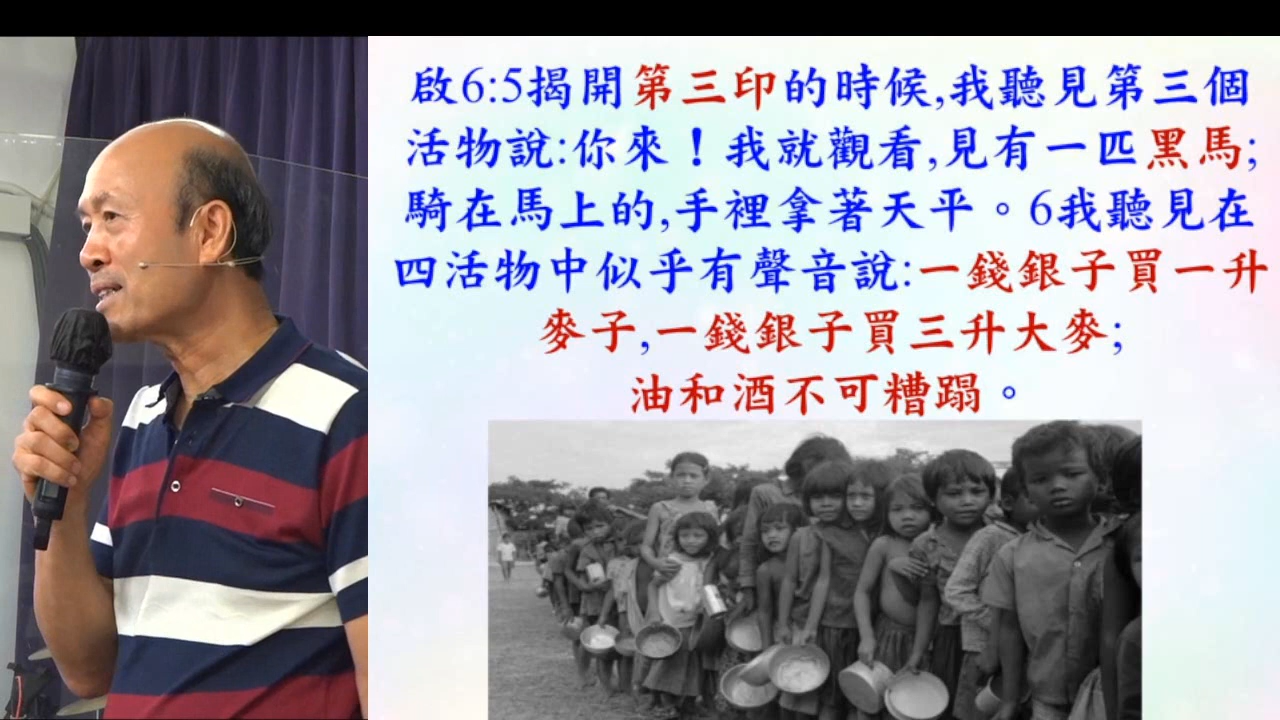 啟6:5揭開第三印的時候,我聽見第三個
活物說:你來！我就觀看,見有一匹黑馬;
騎在馬上的,手裡拿著天平。6我聽見在
四活物中似乎有聲音說:一錢銀子買一升
麥子,一錢銀子買三升大麥;
油和酒不可糟蹋。